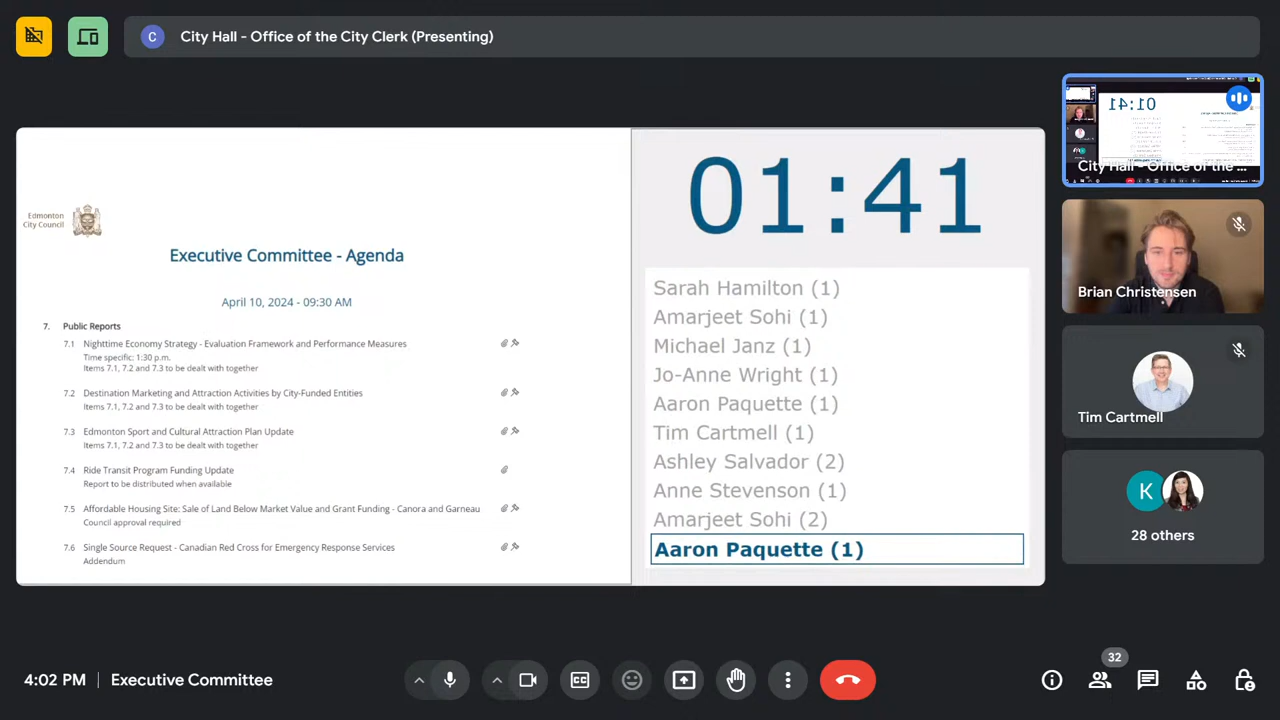 City Hall - Office of the City Clerk (Presenting)
C
Edmonton
City Council
Executive Committee - Agenda
April 10, 2024 - 09:30 AM
7. Public Reports
7.1 Nighttime Economy Strategy - Evaluation Framework and Performance Measures
Time specific: 1:30 p.m.
Items 7.1, 7.2 and 7.3 to be dealt with together
7.2 Destination Marketing and Attraction Activities by City-Funded Entities
Items 7.1, 7.2 and 7.3 to be dealt with together
7.3 Edmonton Sport and Cultural Attraction Plan Update
Items 7.1, 7.2 and 7.3 to be dealt with together
7.4 Ride Transit Program Funding Update
Report to be distributed when available
7.5 Affordable Housing Site: Sale of Land Below Market Value and Grant Funding - Canora and Garneau
Council approval required
7.6 Single Source Request - Canadian Red Cross for Emergency Response Services
Addendum
01:41
Sarah Hamilton (1)
Amarjeet Sohi (1)
Michael Janz (1)
Jo-Anne Wright (1)
Aaron Paquette (1)
Tim Cartmell (1)
Ashley Salvador (2)
Anne Stevenson (1)
Amarjeet Sohi (2)
Aaron Paquette (1)
01:41
City Hall - Office of the ...
Brian Christensen
Tim Cartmell
K
28 others
4:02 PM | Executive Committee
32